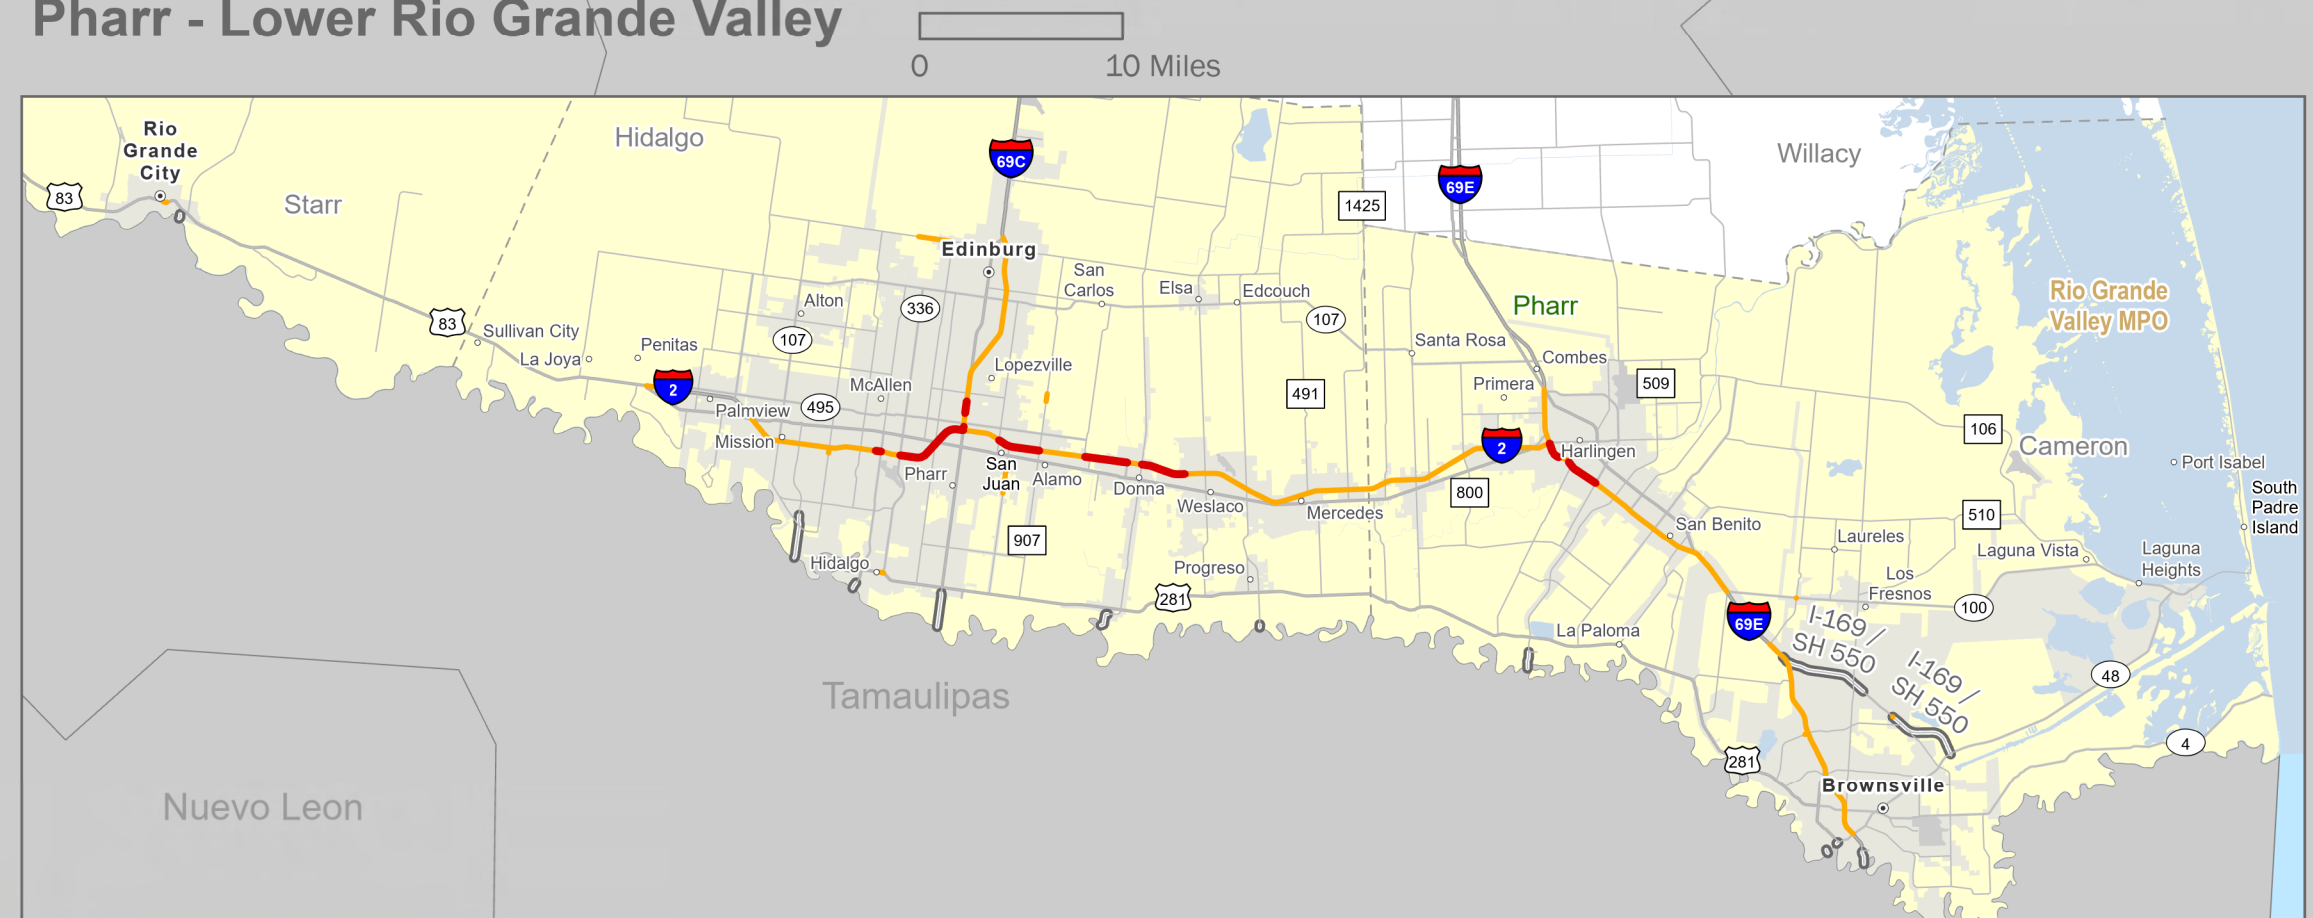 Pharr - Lower Rio Grande Valley
0
10 Miles
Rio
Grande
City
83
Starr
Hidalgo
69C
69E
1425
Willacy
Edinburg
San
Carlos
Elsa
Edcouch
107
Pharr
Rio Grande
Valley MPO
Alton
336
107
83
Sullivan City
La Joya
Penitas
2
Palmview
495
McAllen
Lopezville
491
Santa Rosa
Combes
Primera
509
106
Cameron
Port Isabel
Mission
Pharr
San
Juan
Alamo
Donna
Weslaco
Mercedes
2
Harlingen
800
South
Padre
Island
510
San Benito
Laureles
Laguna Vista
Laguna
Heights
907
Hidalgo
Progreso
281
Los
Fresnos
100
69E
La Paloma
I-169 /
SH 550
I-169 /
SH 550
48
4
281
Brownsville
Tamaulipas
Nuevo Leon